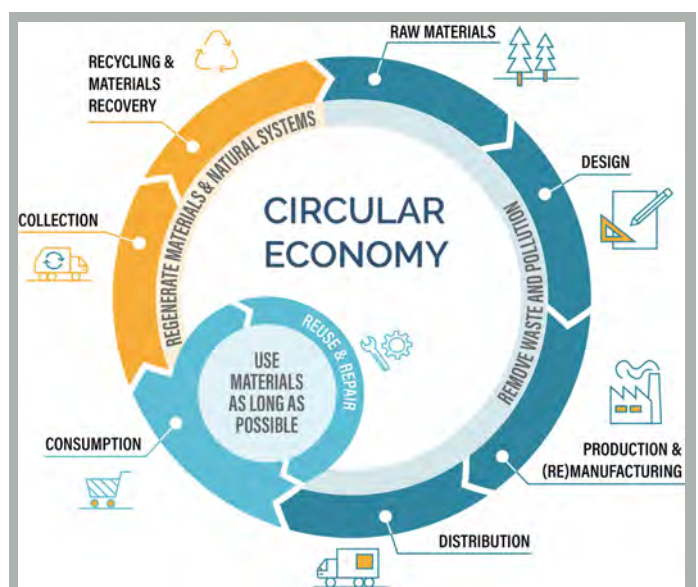 RAW MATERIALS
RECYCLING &
MATERIALS
RECOVERY
DESIGN
COLLECTION
CIRCULAR
ECONOMY
REGENERATE MATERIALS & NATURAL SYSTEMS
REMOVE WASTE AND POLLUTION
REUSE & REPAIR
USE
MATERIALS
AS LONG AS
POSSIBLE
CONSUMPTION
PRODUCTION &
(RE)MANUFACTURING
DISTRIBUTION